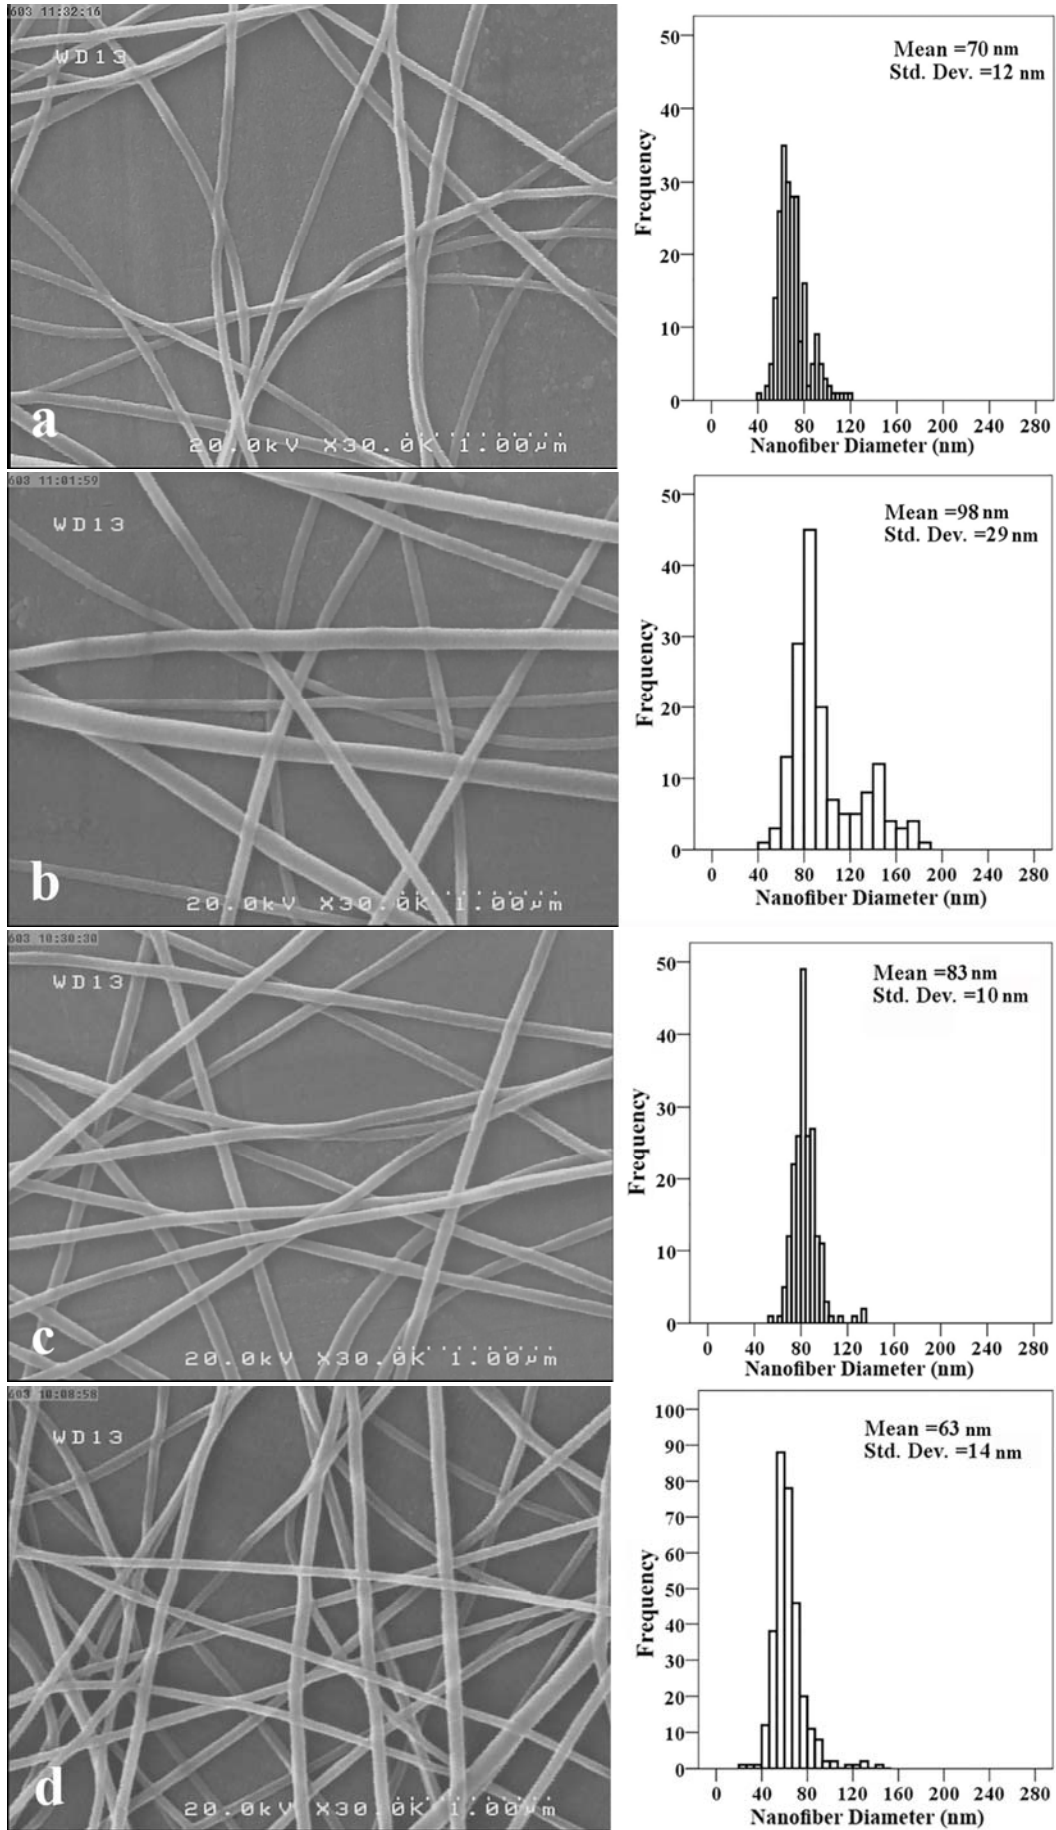 603 11:32:16
WD13
a
20.0kV X30.0K 1.00µm
Mean =70 nm
Std. Dev. =12 nm
50
40
30
20
10
0
Frequency
0 40 80 120 160 200 240 280
Nanofiber Diameter (nm)
603 11:01:59
WD13
b
20.0kV X30.0K 1.00µm
Mean =98 nm
Std. Dev. =29 nm
50
40
30
20
10
0
Frequency
0 40 80 120 160 200 240 280
Nanofiber Diameter (nm)
603 10:30:30
WD13
c
20.0kV X30.0K 1.00µm
Mean =83 nm
Std. Dev. =10 nm
50
40
30
20
10
0
Frequency
0 40 80 120 160 200 240 280
Nanofiber Diameter (nm)
603 10:08:58
WD13
d
20.0kV X30.0K 1.00µm
Mean =63 nm
Std. Dev. =14 nm
100
90
80
70
60
50
40
30
20
10
0
Frequency
0 40 80 120 160 200 240 280
Nanofiber Diameter (nm)